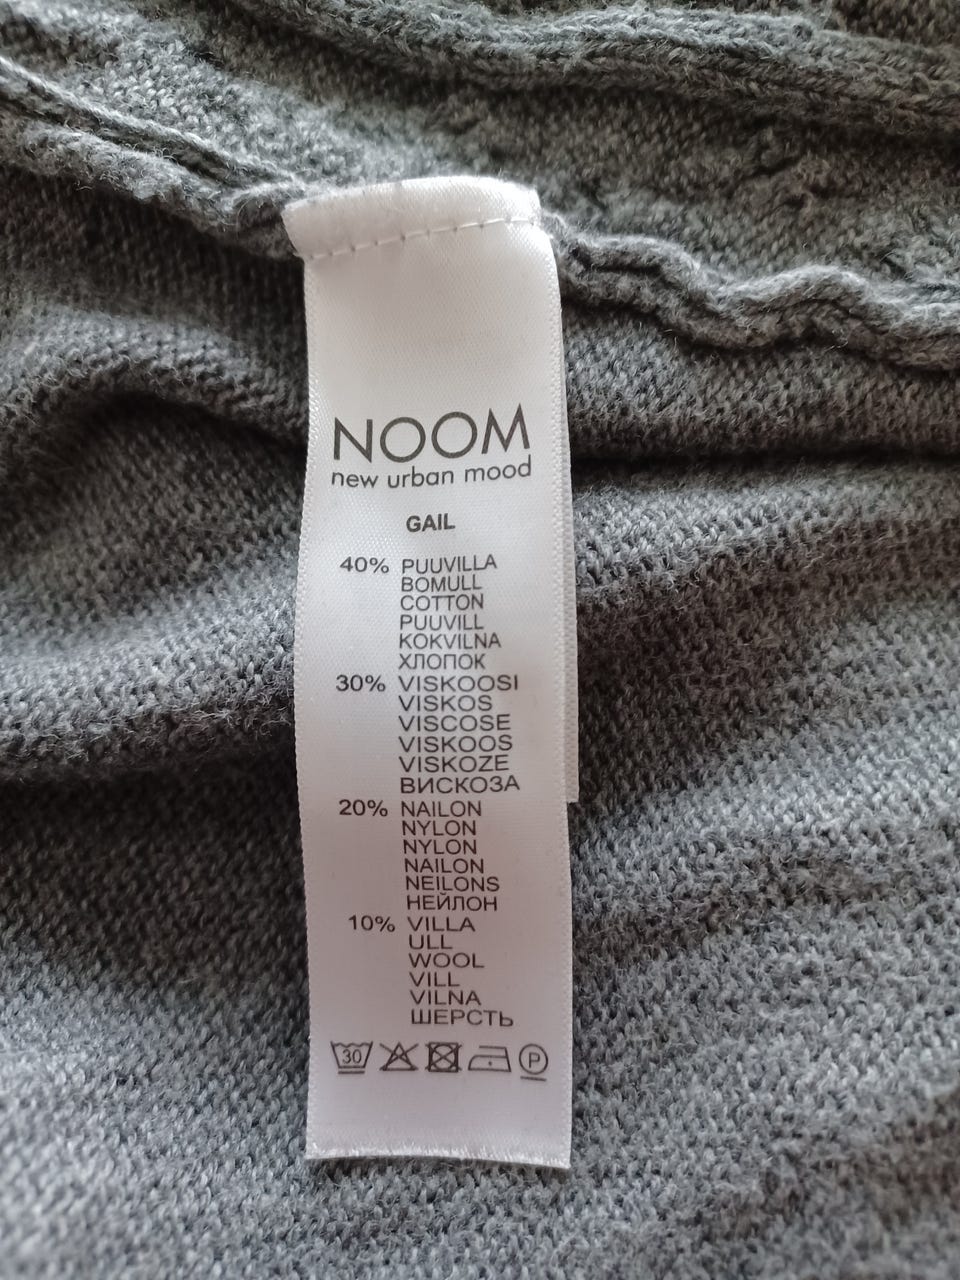 NOOM
new urban mood
GAIL
40% PUUVILLA
BOMULL
COTTON
PUUVILL
KOKVILNA
ХЛОПОК
30% VISKOOSI
VISKOS
VISCOSE
VISKOOS
VISKOZE
ВИСКОЗА
20% NAILON
NYLON
NYLON
NAILON
NEILONS
НЕЙЛОН
10% VILLA
ULL
WOOL
VILL
VILNA
ШЕРСТЬ
30 P